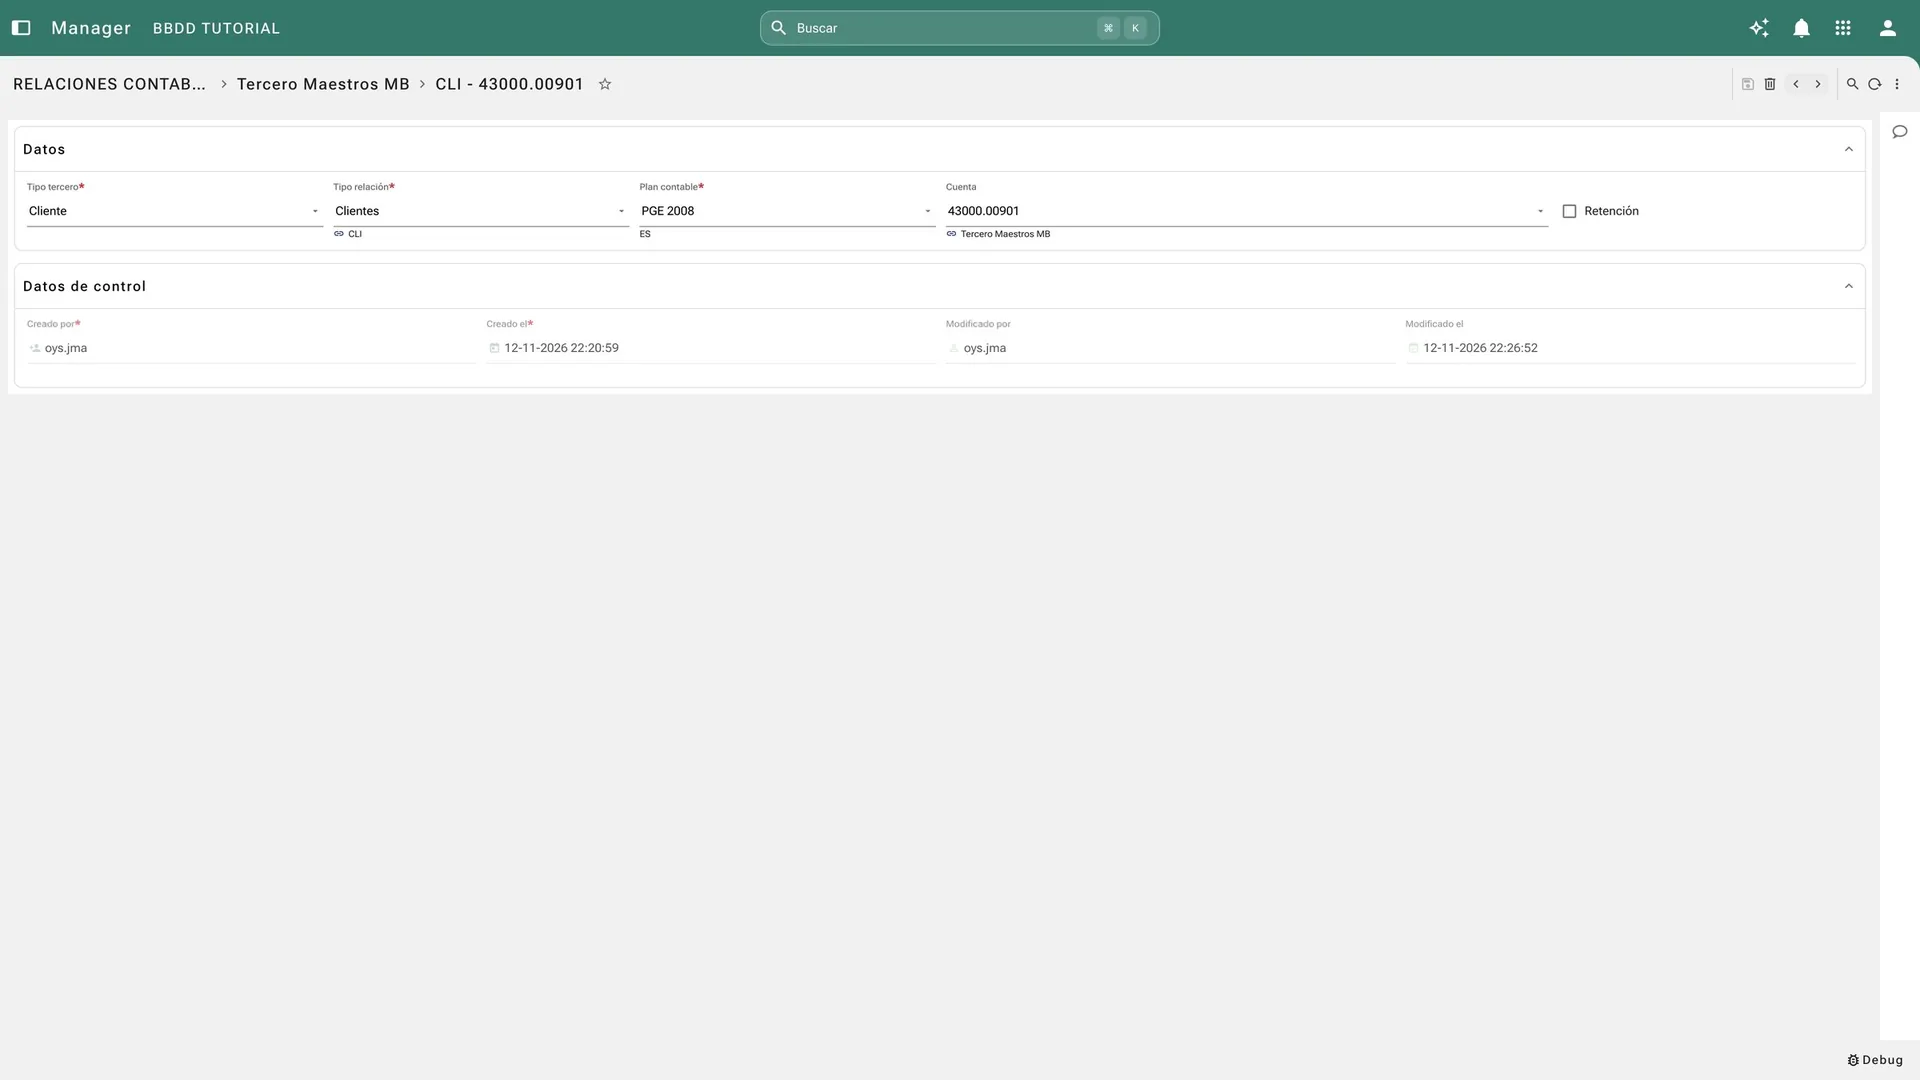 Manager BBDD TUTORIAL Buscar ⌘ K
RELACIONES CONTAB... > Tercero Maestros MB > CLI - 43000.00901
Datos
Tipo tercero* Tipo relación* Plan contable* Cuenta
Cliente Clientes PGE 2008 43000.00901 Retención
CLI ES Tercero Maestros MB
Datos de control
Creado por* Creado el* Modificado por Modificado el
oys.jma 12-11-2026 22:20:59 oys.jma 12-11-2026 22:26:52
Debug